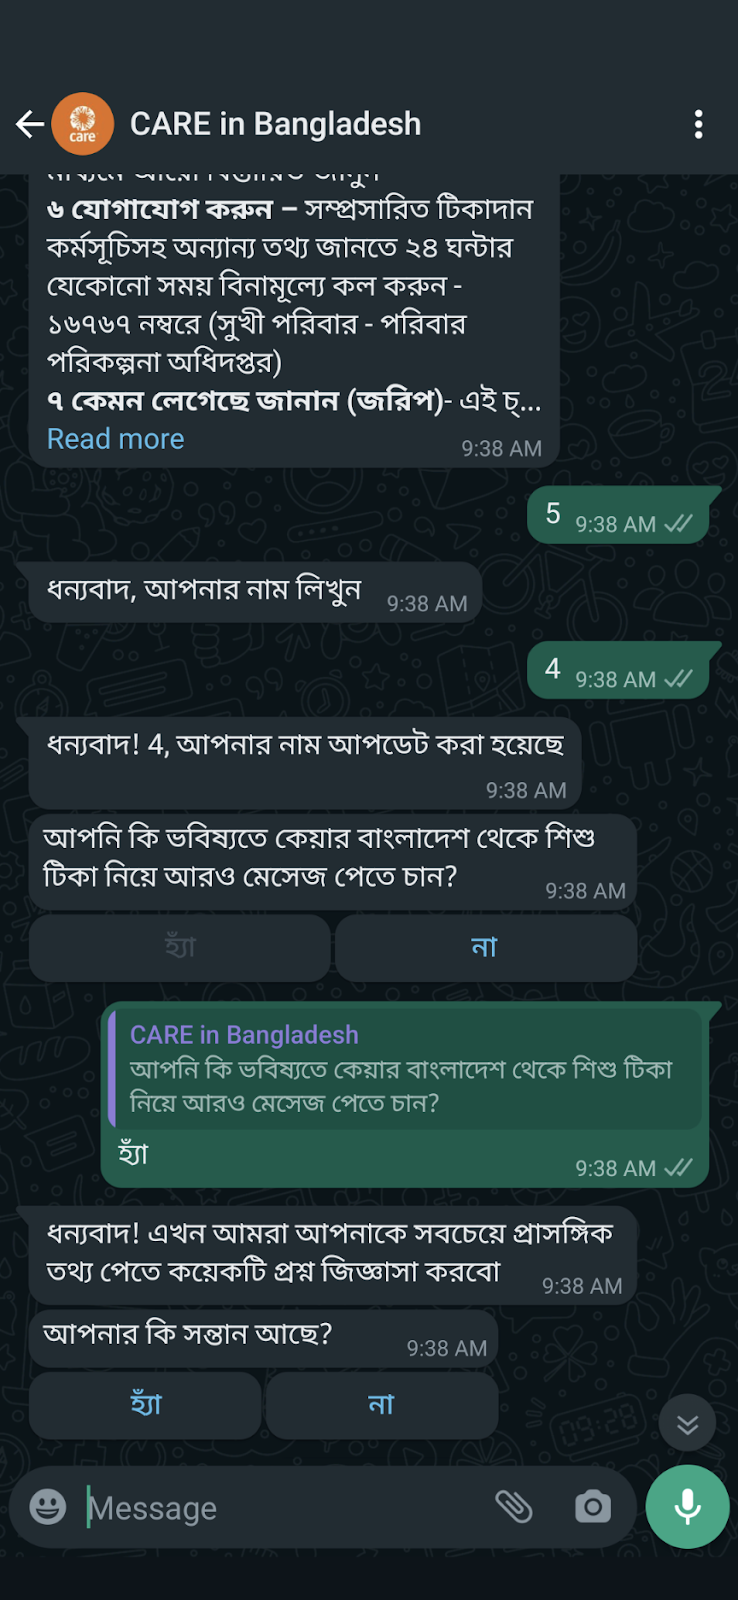 CARE in Bangladesh
care
মাধ্যমে আরো বিস্তারিত জানুন
৬ যোগাযোগ করুন – সম্প্রসারিত টিকাদান
কর্মসূচিসহ অন্যান্য তথ্য জানতে ২৪ ঘন্টার
যেকোনো সময় বিনামূল্যে কল করুন -
১৬৭৬৭ নম্বরে (সুখী পরিবার - পরিবার
পরিকল্পনা অধিদপ্তর)
৭ কেমন লেগেছে জানান (জরিপ)- এই চ্...
Read more 9:38 AM
5 9:38 AM
ধন্যবাদ, আপনার নাম লিখুন 9:38 AM
4 9:38 AM
ধন্যবাদ! 4, আপনার নাম আপডেট করা হয়েছে
9:38 AM
আপনি কি ভবিষ্যতে কেয়ার বাংলাদেশ থেকে শিশু
টিকা নিয়ে আরও মেসেজ পেতে চান? 9:38 AM
হ্যাঁ না
CARE in Bangladesh
আপনি কি ভবিষ্যতে কেয়ার বাংলাদেশ থেকে শিশু টিকা
নিয়ে আরও মেসেজ পেতে চান?
হ্যাঁ 9:38 AM
ধন্যবাদ! এখন আমরা আপনাকে সবচেয়ে প্রাসঙ্গিক
তথ্য পেতে কয়েকটি প্রশ্ন জিজ্ঞাসা করবো 9:38 AM
আপনার কি সন্তান আছে? 9:38 AM
হ্যাঁ না
Message